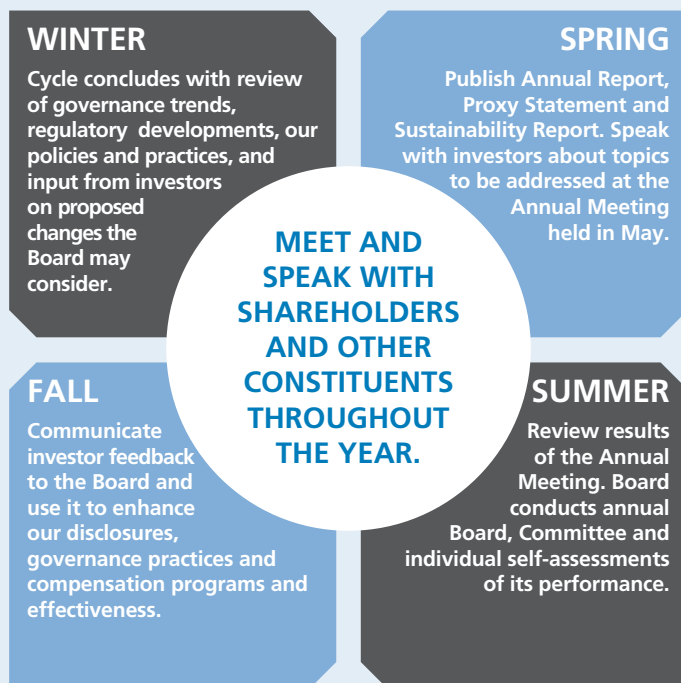 WINTER
Cycle concludes with review
of governance trends,
regulatory developments, our
policies and practices, and
input from investors
on proposed
changes the
Board may
consider.
SPRING
Publish Annual Report,
Proxy Statement and
Sustainability Report. Speak
with investors about topics
to be addressed at the
Annual Meeting
held in May.
MEET AND
SPEAK WITH
SHAREHOLDERS
AND OTHER
CONSTITUENTS
THROUGHOUT
THE YEAR.
FALL
Communicate
investor feedback
to the Board and
use it to enhance
our disclosures,
governance practices and
compensation programs and
effectiveness.
SUMMER
Review results
of the Annual
Meeting. Board
conducts annual
Board, Committee and
individual self-assessments
of its performance.